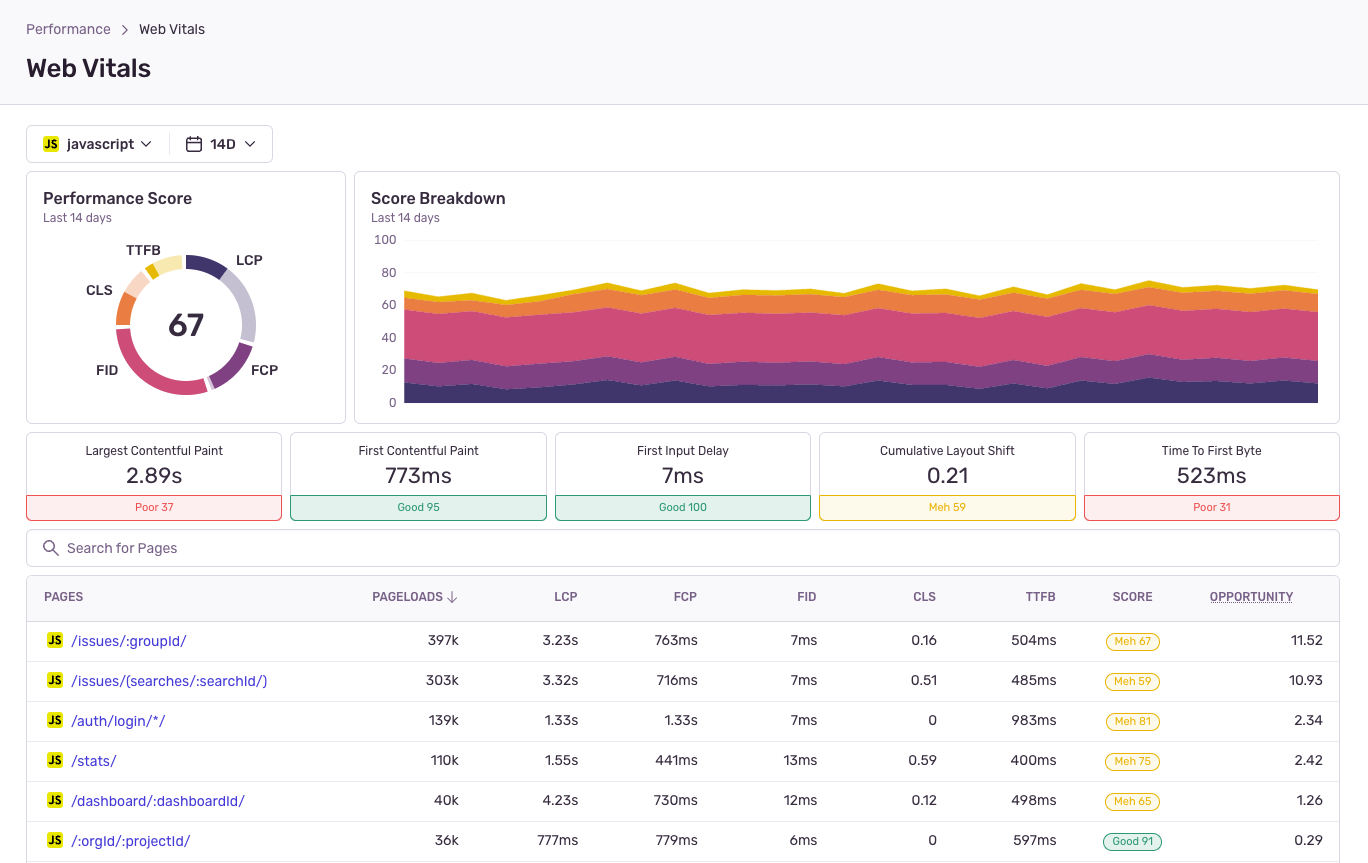 Performance > Web Vitals
Web Vitals
JS javascript 14D
Performance Score
Last 14 days
TTFB
LCP
CLS
67
FID
FCP
Score Breakdown
Last 14 days
100
80
60
40
20
0
Largest Contentful Paint
2.89s
Poor 37
First Contentful Paint
773ms
Good 95
First Input Delay
7ms
Good 100
Cumulative Layout Shift
0.21
Meh 59
Time To First Byte
523ms
Poor 31
Search for Pages
PAGES PAGELOADS ↓ LCP FCP FID CLS TTFB SCORE OPPORTUNITY
JS /issues/:groupId/ 397k 3.23s 763ms 7ms 0.16 504ms Meh 67 11.52
JS /issues/(searches/:searchId/) 303k 3.32s 716ms 7ms 0.51 485ms Meh 59 10.93
JS /auth/login/*/ 139k 1.33s 1.33s 7ms 0 983ms Meh 81 2.34
JS /stats/ 110k 1.55s 441ms 13ms 0.59 400ms Meh 75 2.42
JS /dashboard/:dashboardId/ 40k 4.23s 730ms 12ms 0.12 498ms Meh 65 1.26
JS /:orgId/:projectId/ 36k 777ms 779ms 6ms 0 597ms Good 91 0.29